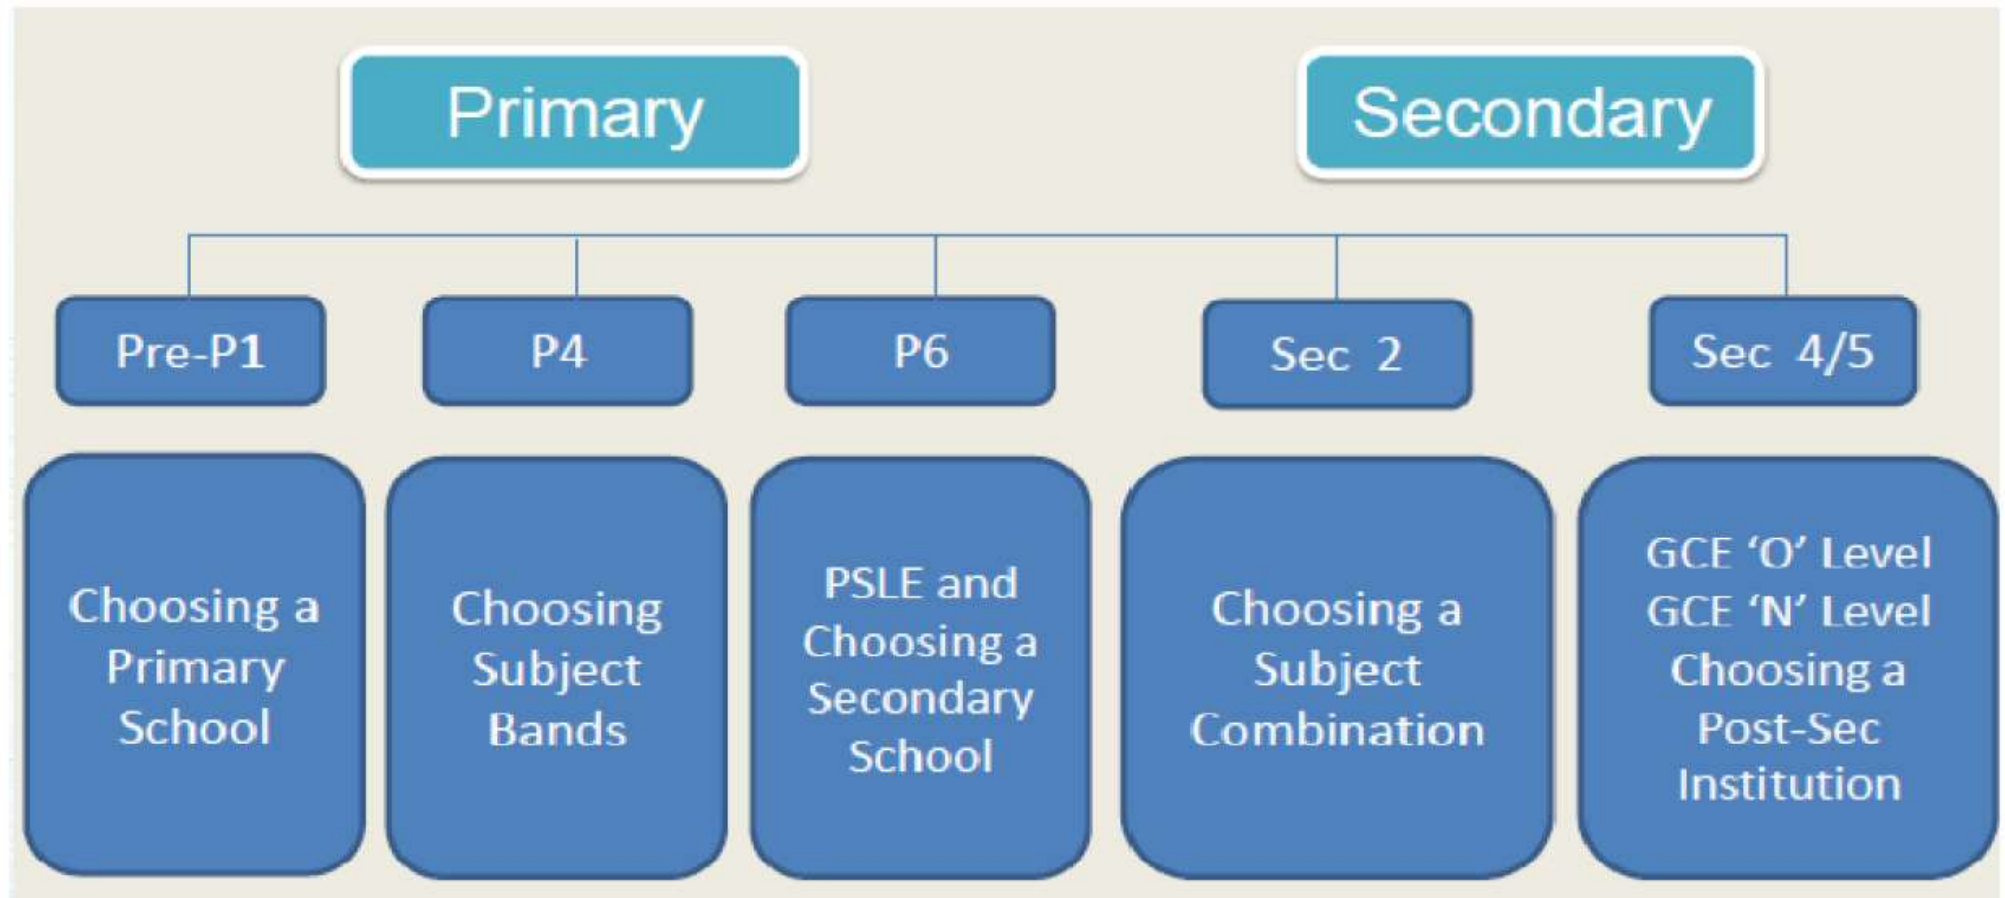 Primary
Secondary
Pre-P1
P4
P6
Sec 2
Sec 4/5
Choosing a
Primary
School
Choosing
Subject
Bands
PSLE and
Choosing a
Secondary
School
Choosing a
Subject
Combination
GCE ‘O’ Level
GCE ‘N’ Level
Choosing a
Post-Sec
Institution